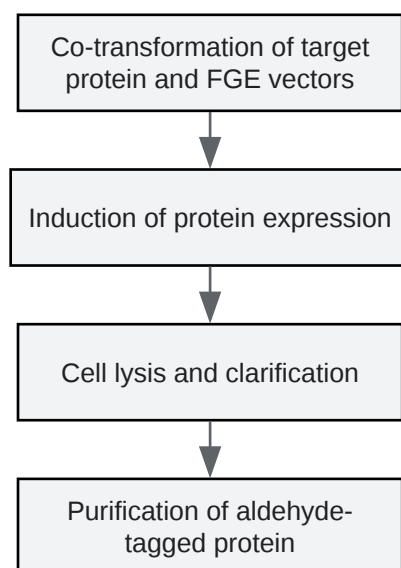 Co-transformation of target
protein and FGE vectors
Induction of protein expression
Cell lysis and clarification
Purification of aldehyde-
tagged protein